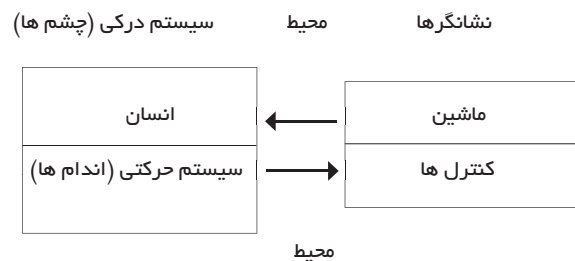 نشانگرها محیط سیستم درکی (چشم ها)
ماشین انسان
کنترل ها سیستم حرکتی (اندام ها)
محیط